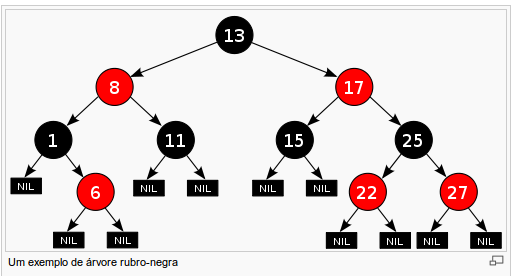 13
8 17
1 11 15 25
NIL 6 NIL NIL NIL NIL 22 27
NIL NIL NIL NIL NIL NIL
Um exemplo de árvore rubro-negra